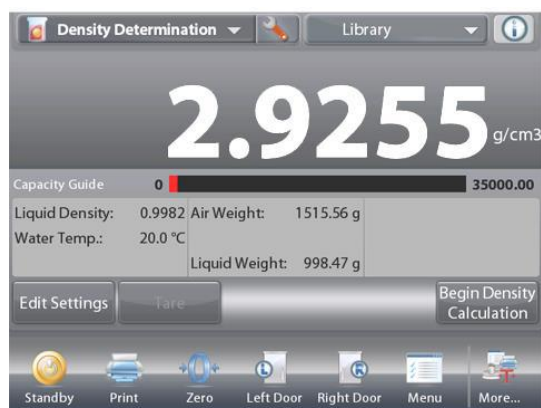 Density Determination Library
2.9255 g/cm3
Capacity Guide 0 35000.00
Liquid Density: 0.9982 Air Weight: 1515.56 g
Water Temp.: 20.0 °C
Liquid Weight: 998.47 g
Edit Settings Tare Begin Density
Calculation
L R
Standby Print Zero Left Door Right Door Menu More...